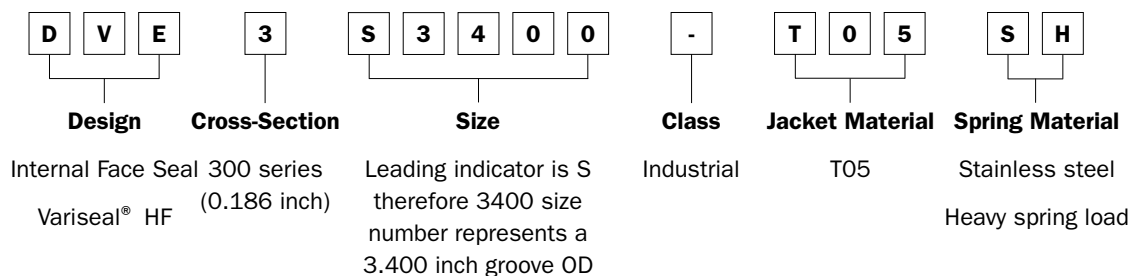 D V E 3 S 3 4 0 0 - T 0 5 S H
Design Cross-Section Size Class Jacket Material Spring Material
Internal Face Seal 300 series Leading indicator is S Industrial T05 Stainless steel
(0.186 inch) therefore 3400 size
Variseal® HF number represents a Heavy spring load
3.400 inch groove OD